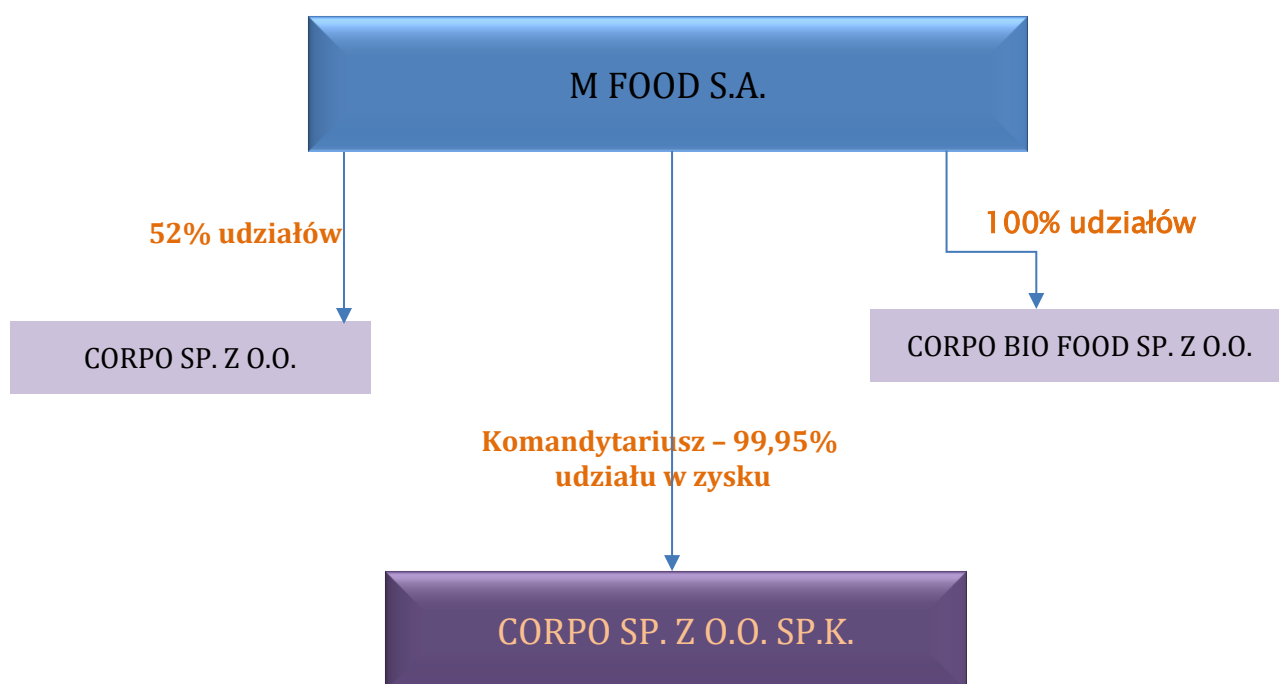 M FOOD S.A.
52% udziałów
100% udziałów
CORPO SP. Z O.O.
CORPO BIO FOOD SP. Z O.O.
Komandytariusz – 99,95%
udziału w zysku
CORPO SP. Z O.O. SP.K.